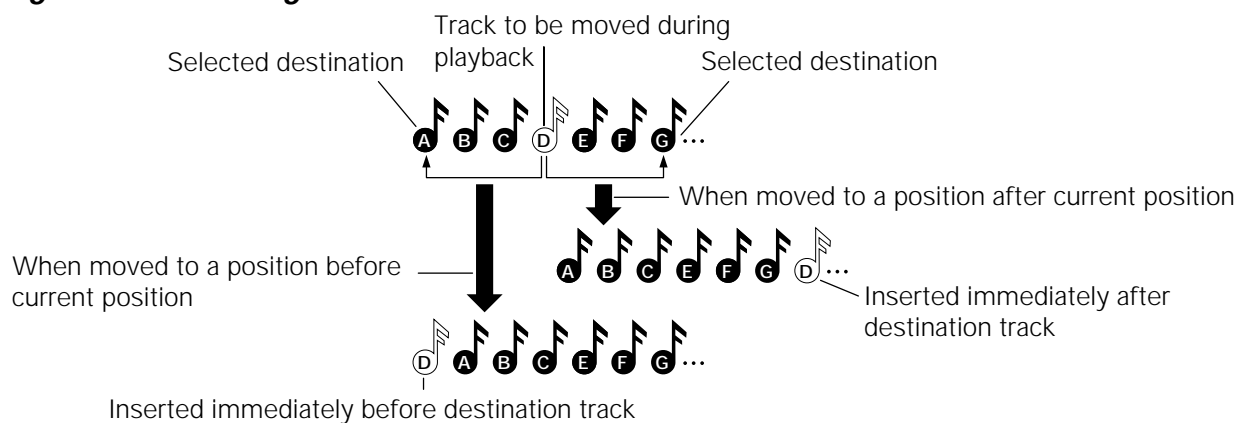 Track to be moved during
playback
Selected destination
Selected destination
A B C D E F G ...
When moved to a position after current position
A B C E F G D ...
When moved to a position before
current position
Inserted immediately after
destination track
D A B C E F G ...
Inserted immediately before destination track